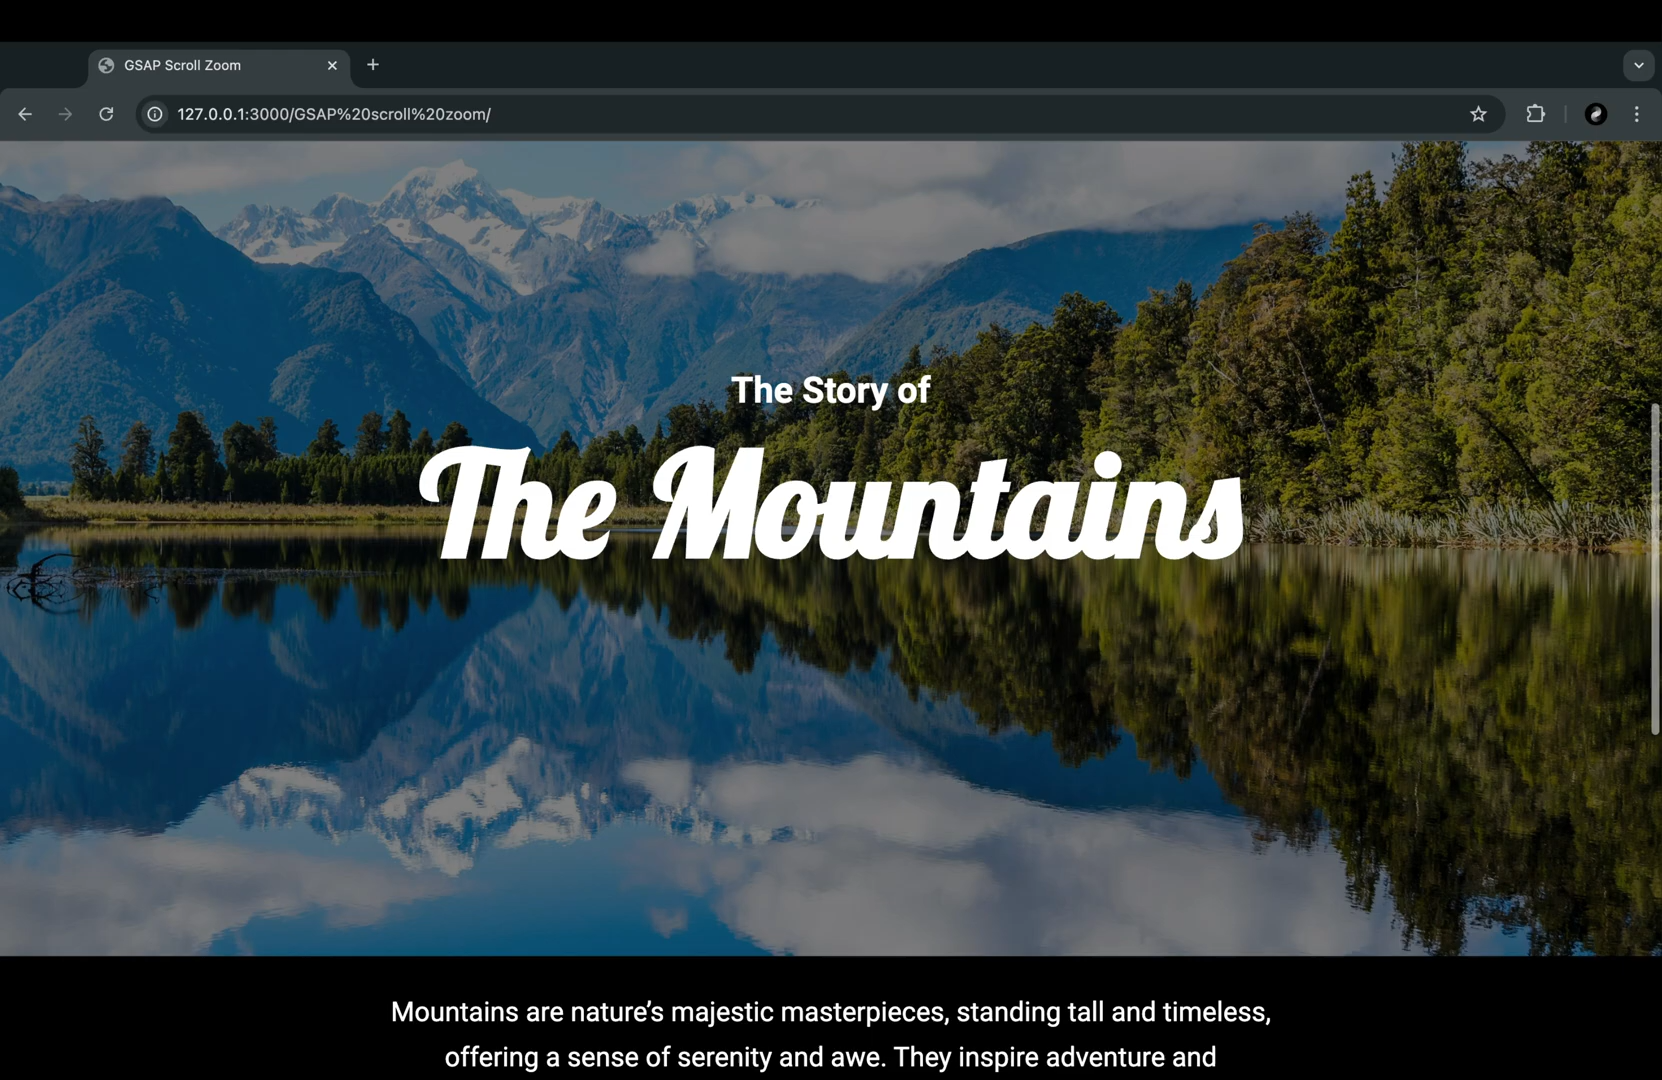 GSAP Scroll Zoom
127.0.0.1:3000/GSAP%20scroll%20zoom/
The Story of
The Mountains
Mountains are nature’s majestic masterpieces, standing tall and timeless,
offering a sense of serenity and awe. They inspire adventure and